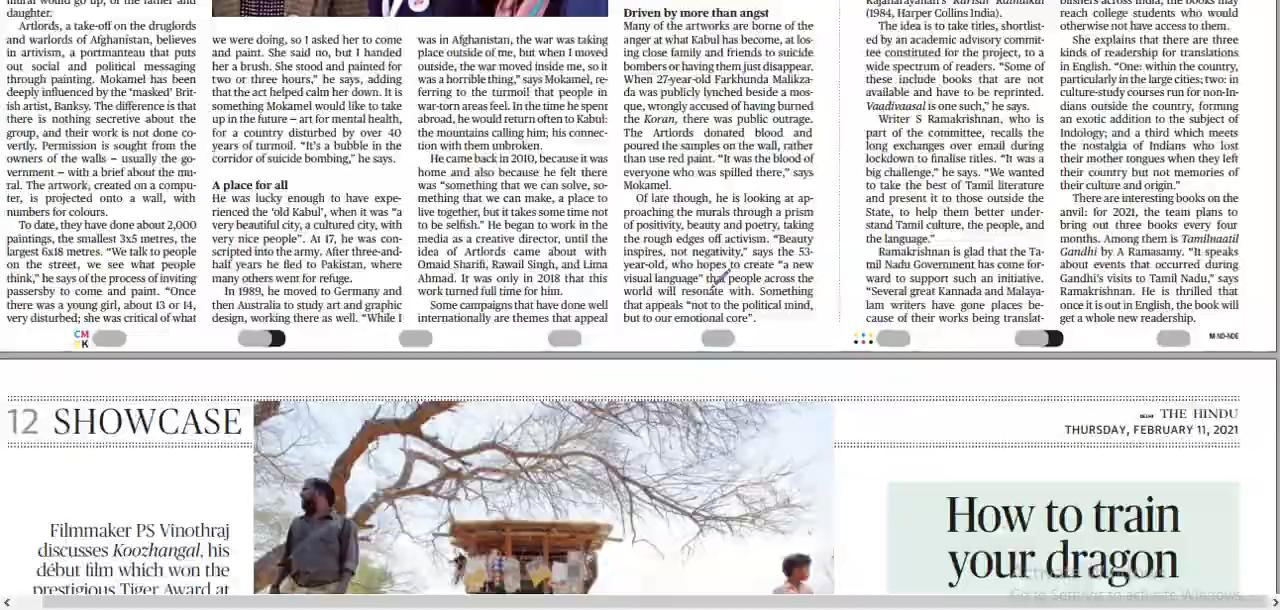 mural would go up, of the father and
daughter.
Artlords, a take-off on the druglords
and warlords of Afghanistan, believes
in artivism, a portmanteau that puts
out social and political messaging
through painting. Mokamel has been
deeply influenced by the ‘masked’ Brit-
ish artist, Banksy. The difference is that
there is nothing secretive about the
group, and their work is not done co-
vertly. Permission is sought from the
owners of the walls – usually the go-
vernment – with a brief about the mu-
ral. The artwork, created on a compu-
ter, is projected onto a wall, with
numbers for colours.
To date, they have done about 2,000
paintings, the smallest 3x5 metres, the
largest 6x18 metres. “We talk to people
on the street, we see what people
think,” he says of the process of inviting
passersby to come and paint. “Once
there was a young girl, about 13 or 14,
very disturbed; she was critical of what
we were doing, so I asked her to come
and paint. She said no, but I handed
her a brush. She stood and painted for
two or three hours,” he says, adding
that the act helped calm her down. It is
something Mokamel would like to take
up in the future – art for mental health,
for a country disturbed by over 40
years of turmoil. “It’s a bubble in the
corridor of suicide bombing,” he says.
A place for all
He was lucky enough to have expe-
rienced the ‘old Kabul’, when it was “a
very beautiful city, a cultured city, with
very nice people”. At 17, he was con-
scripted into the army. After three-and-
half years he fled to Pakistan, where
many others went for refuge.
In 1989, he moved to Germany and
then Australia to study art and graphic
design, working there as well. “While I
was in Afghanistan, the war was taking
place outside of me, but when I moved
outside, the war moved inside me, so it
was a horrible thing,” says Mokamel, re-
ferring to the turmoil that people in
war-torn areas feel. In the time he spent
abroad, he would return often to Kabul:
the mountains calling him; his connec-
tion with them unbroken.
He came back in 2010, because it was
home and also because he felt there
was “something that we can solve, so-
mething that we can make, a place to
live together, but it takes some time not
to be selfish.” He began to work in the
media as a creative director, until the
idea of Artlords came about with
Omaid Sharifi, Rawail Singh, and Lima
Ahmad. It was only in 2018 that this
work turned full time for him.
Some campaigns that have done well
internationally are themes that appeal
Driven by more than angst
Many of the artworks are borne of the
anger at what Kabul has become, at los-
ing close family and friends to suicide
bombers or having them just disappear.
When 27-year-old Farkhunda Malikza-
da was publicly lynched beside a mos-
que, wrongly accused of having burned
the Koran, there was public outrage.
The Artlords donated blood and
poured the samples on the wall, rather
than use red paint. “It was the blood of
everyone who was spilled there,” says
Mokamel.
Of late though, he is looking at ap-
proaching the murals through a prism
of positivity, beauty and poetry, taking
the rough edges off activism. “Beauty
inspires, not negativity,” says the 53-
year-old, who hopes to create “a new
visual language” that people across the
world will resonate with. Something
that appeals “not to the political mind,
but to our emotional core”.
Rajanarayanan’s Karisal Kathaikal
(1984, Harper Collins India).
The idea is to take titles, shortlist-
ed by an academic advisory commit-
tee constituted for the project, to a
wide spectrum of readers. “Some of
these include books that are not
available and have to be reprinted.
Vaadivaasal is one such,” he says.
Writer S Ramakrishnan, who is
part of the committee, recalls the
long exchanges over email during
lockdown to finalise titles. “It was a
big challenge,” he says. “We wanted
to take the best of Tamil literature
and present it to those outside the
State, to help them better under-
stand Tamil culture, the people, and
the language.”
Ramakrishnan is glad that the Ta-
mil Nadu Government has come for-
ward to support such an initiative.
“Several great Kannada and Malaya-
lam writers have gone places be-
cause of their works being translat-
blishers across India, the books may
reach college students who would
otherwise not have access to them.
She explains that there are three
kinds of readership for translations
in English. “One: within the country,
particularly in the large cities; two: in
culture-study courses run for non-In-
dians outside the country, forming
an exotic addition to the subject of
Indology; and a third which meets
the nostalgia of Indians who lost
their mother tongues when they left
their country but not memories of
their culture and origin.”
There are interesting books on the
anvil: for 2021, the team plans to
bring out three books every four
months. Among them is Tamilnaatil
Gandhi by A Ramasamy. “It speaks
about events that occurred during
Gandhi’s visits to Tamil Nadu,” says
Ramakrishnan. He is thrilled that
once it is out in English, the book will
get a whole new readership.
CM
YK
M-ND-NDE
12 SHOWCASE
DELHI THE HINDU
THURSDAY, FEBRUARY 11, 2021
Filmmaker PS Vinothraj
discusses Koozhangal, his
début film which won the
prestigious Tiger Award at
How to train
your dragon
Activate Windows
Go to Settings to activate Windows.